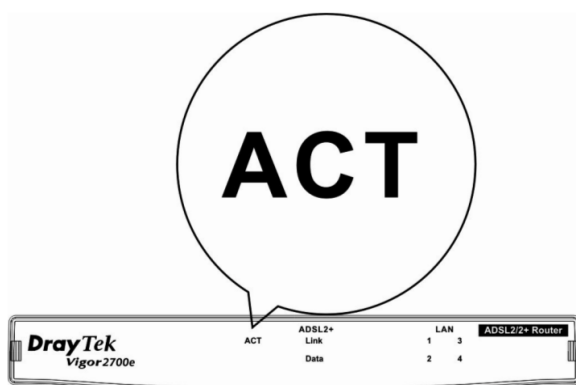 ACT
DrayTek
Vigor2700e
ACT
ADSL2+
Link
Data
LAN
1 3
2 4
ADSL2/2+ Router